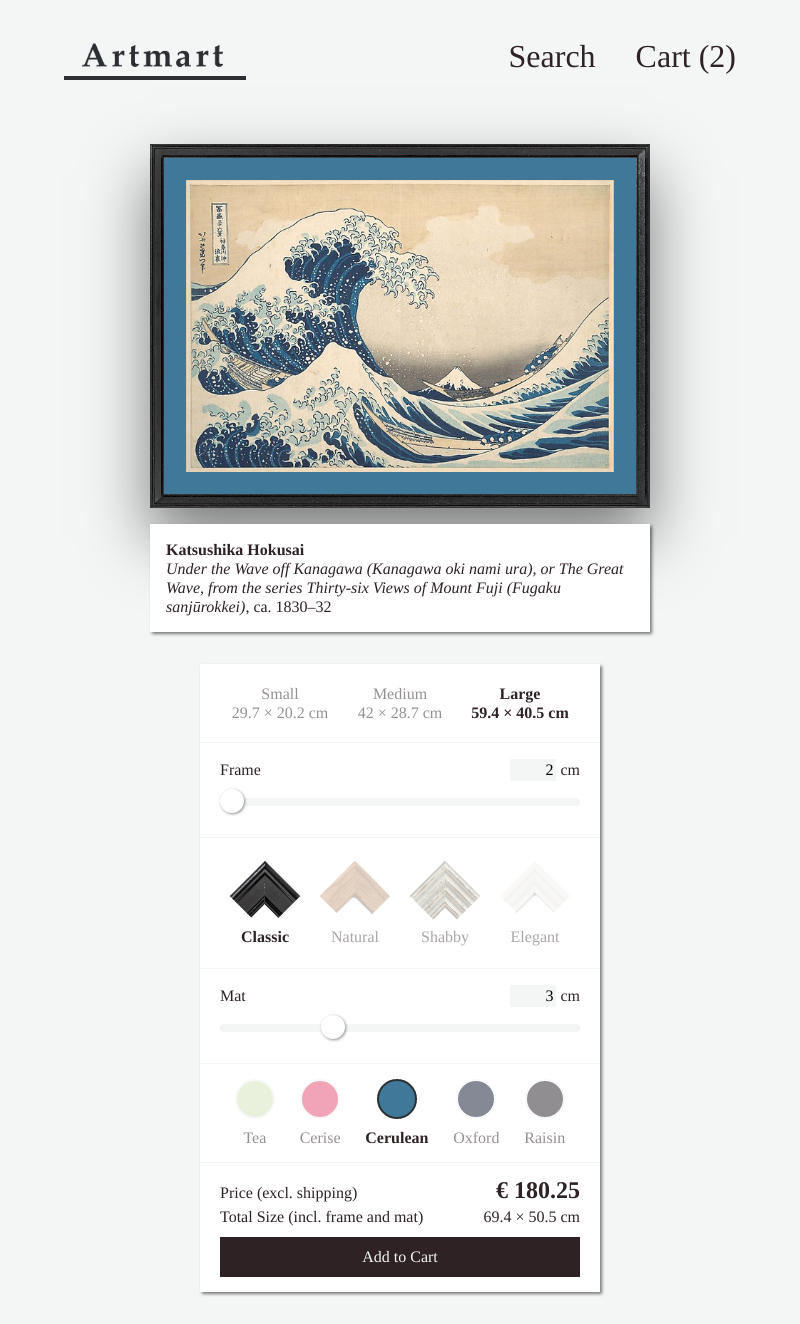 Artmart
Search Cart (2)
Katsushika Hokusai
Under the Wave off Kanagawa (Kanagawa oki nami ura), or The Great
Wave, from the series Thirty-six Views of Mount Fuji (Fugaku
sanjūrokkei), ca. 1830–32
Small Medium Large
29.7 × 20.2 cm 42 × 28.7 cm 59.4 × 40.5 cm
Frame 2 cm
Classic Natural Shabby Elegant
Mat 3 cm
Tea Cerise Cerulean Oxford Raisin
Price (excl. shipping) € 180.25
Total Size (incl. frame and mat) 69.4 × 50.5 cm
Add to Cart